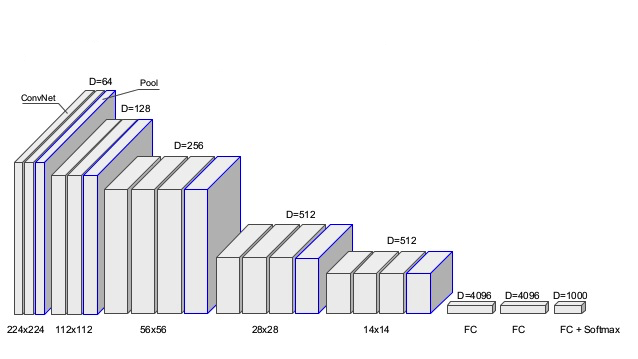 D=64
Pool
ConvNet
D=128
D=256
D=512
D=512
D=4096
D=4096
D=1000
224x224
112x112
56x56
28x28
14x14
FC
FC
FC + Softmax